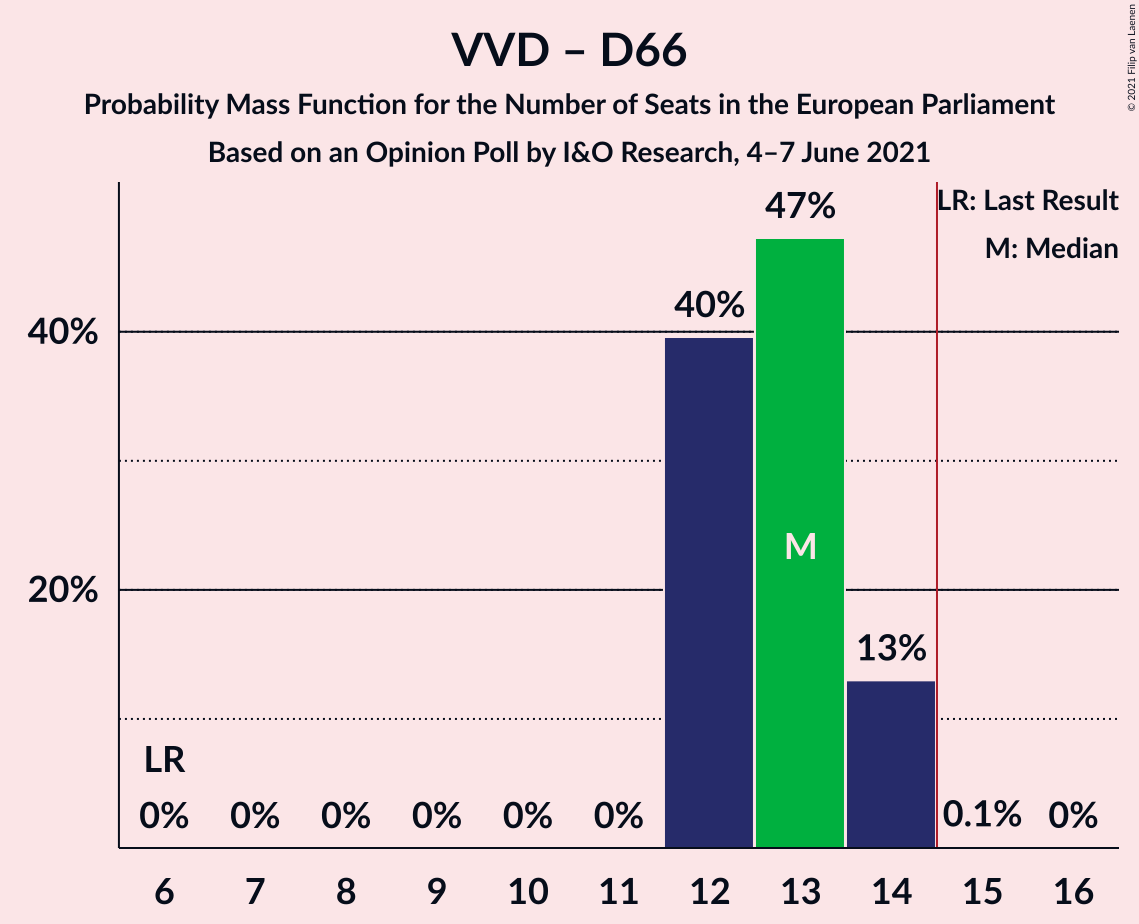 VVD – D66
Probability Mass Function for the Number of Seats in the European Parliament
Based on an Opinion Poll by I&O Research, 4–7 June 2021
© 2021 Filip van Laenen
LR: Last Result
M: Median
47%
40%
40%
M
20%
13%
LR
0% 0% 0% 0% 0% 0% 0.1% 0%
6 7 8 9 10 11 12 13 14 15 16